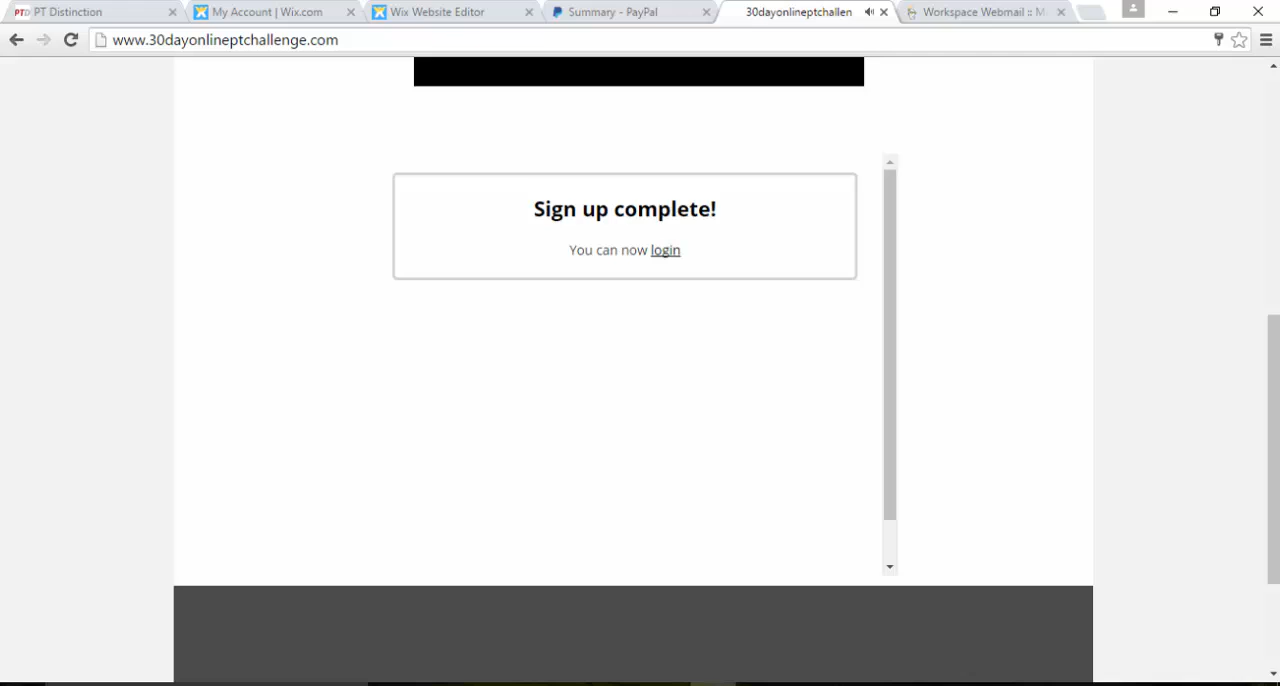 PTD PT Distinction
My Account | Wix.com
Wix Website Editor
Summary - PayPal
30dayonlineptchallen
Workspace Webmail :: M
www.30dayonlineptchallenge.com
Sign up complete!
You can now login